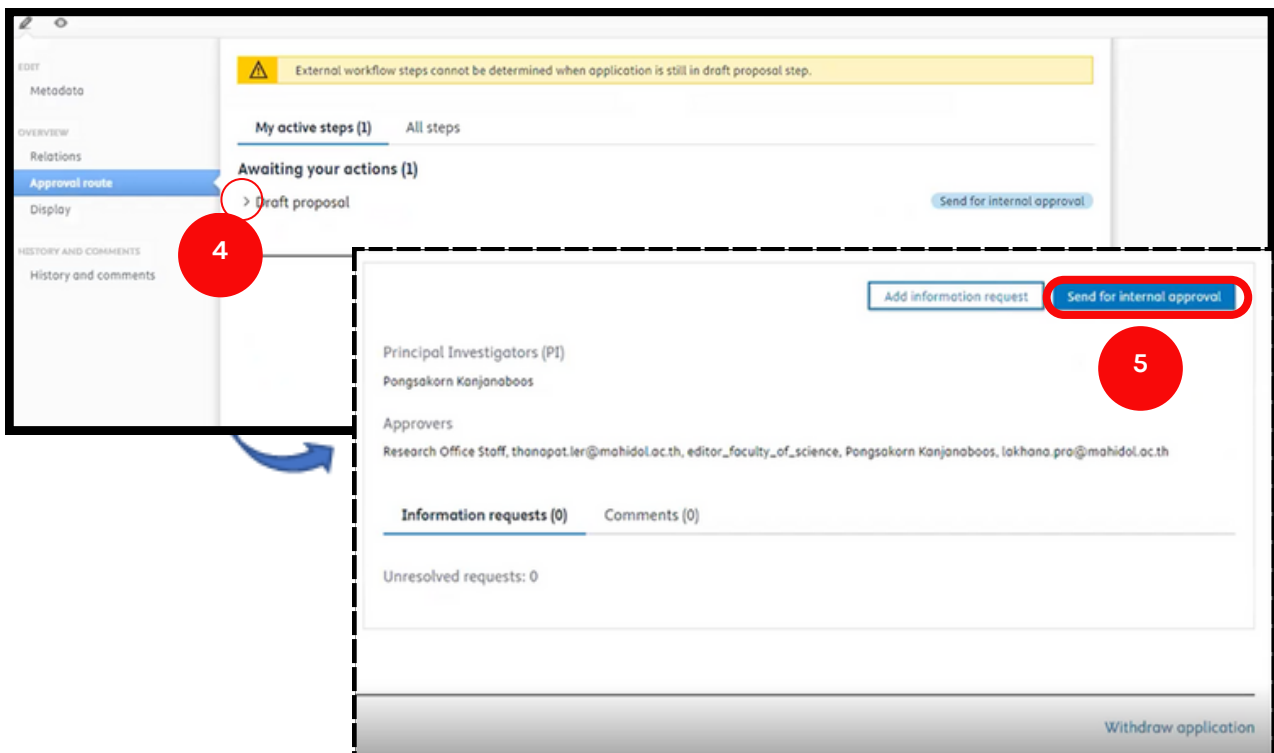 EDIT
Metadata
OVERVIEW
Relations
Approval route
Display
HISTORY AND COMMENTS
History and comments
External workflow steps cannot be determined when application is still in draft proposal step.
My active steps (1) All steps
Awaiting your actions (1)
> Draft proposal Send for internal approval
4
Add information request Send for internal approval
5
Principal Investigators (PI)
Pongsakorn Kanjanaboos
Approvers
Research Office Staff, thanapat.ler@mahidol.ac.th, editor_faculty_of_science, Pongsakorn Kanjanaboos, lakhana.pra@mahidol.ac.th
Information requests (0) Comments (0)
Unresolved requests: 0
Withdraw application